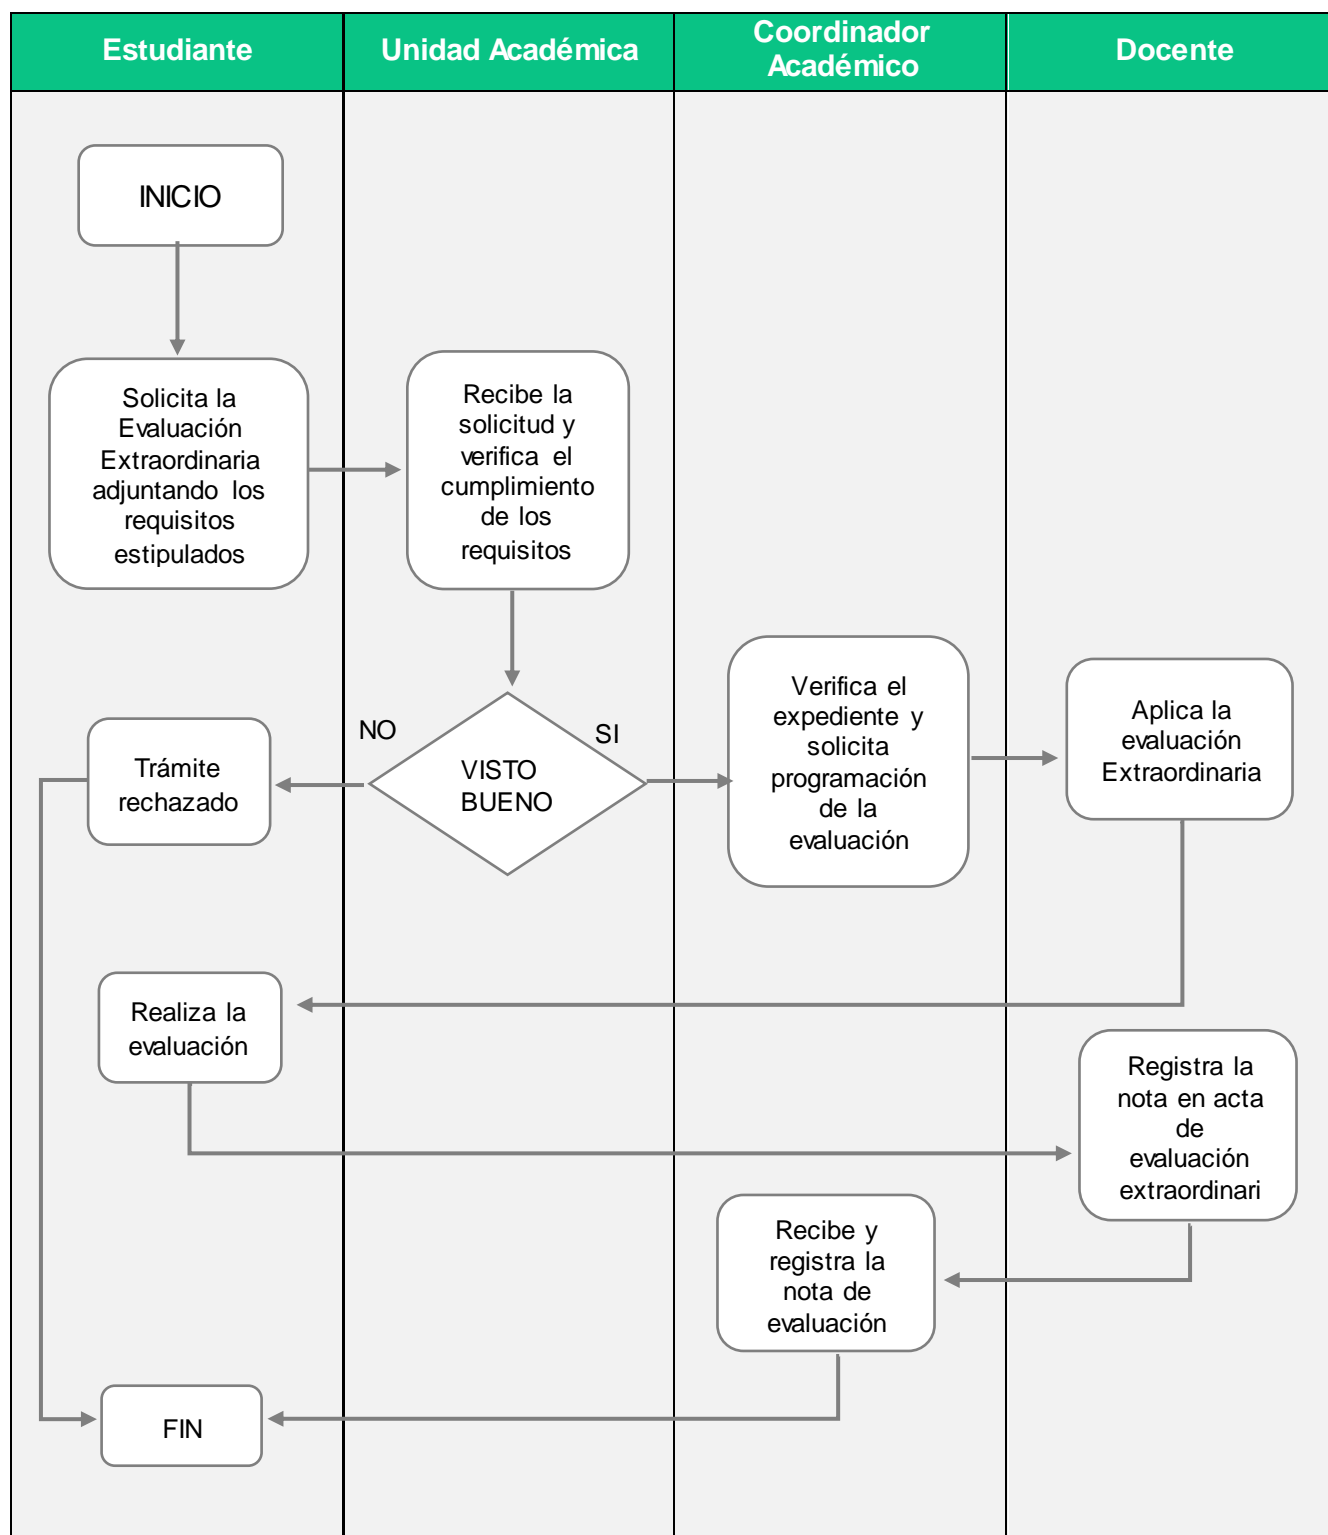 Estudiante
Unidad Académica
Coordinador
Académico
Docente
INICIO
Solicita la
Evaluación
Extraordinaria
adjuntando los
requisitos
estipulados
Recibe la
solicitud y
verifica el
cumplimiento
de los
requisitos
Verifica el
expediente y
solicita
programación
de la
evaluación
Aplica la
evaluación
Extraordinaria
NO
SI
VISTO
BUENO
Trámite
rechazado
Realiza la
evaluación
Registra la
nota en acta
de
evaluación
extraordinari
Recibe y
registra la
nota de
evaluación
FIN